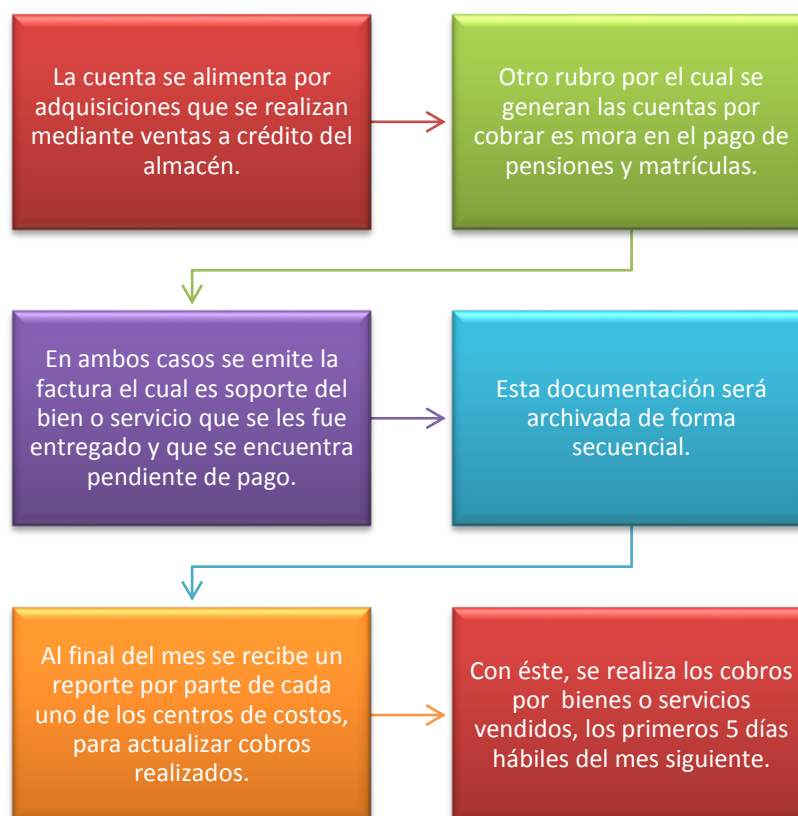 La cuenta se alimenta por
adquisiciones que se realizan
mediante ventas a crédito del
almacén.
Otro rubro por el cual se
generan las cuentas por
cobrar es mora en el pago de
pensiones y matrículas.
En ambos casos se emite la
factura el cual es soporte del
bien o servicio que se les fue
entregado y que se encuentra
pendiente de pago.
Esta documentación será
archivada de forma
secuencial.
Al final del mes se recibe un
reporte por parte de cada
uno de los centros de costos,
para actualizar cobros
realizados.
Con éste, se realiza los cobros
por bienes o servicios
vendidos, los primeros 5 días
hábiles del mes siguiente.